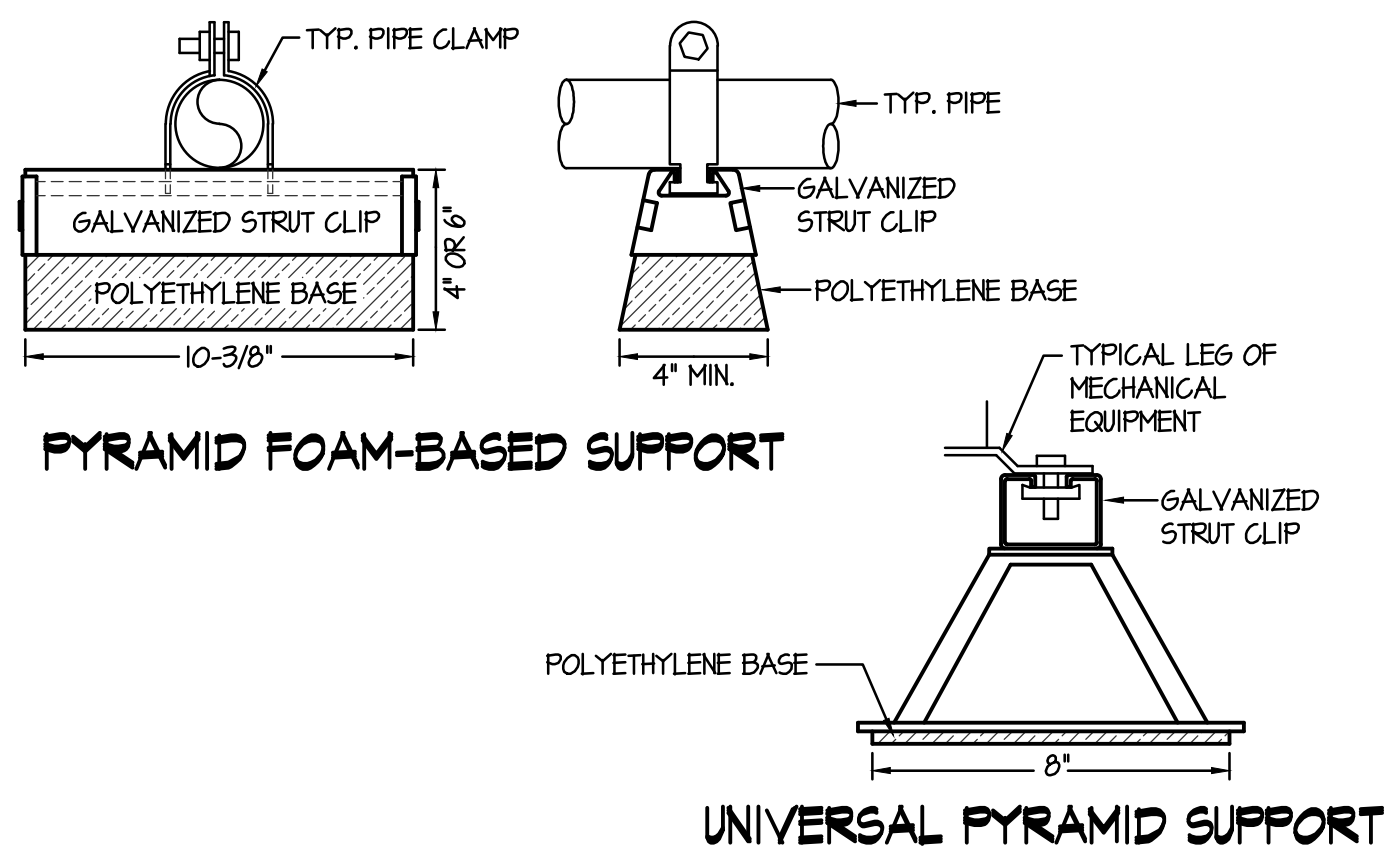 TYP. PIPE CLAMP
GALVANIZED STRUT CLIP
POLYETHYLENE BASE
4" OR 6"
10-3/8"
TYP. PIPE
GALVANIZED
STRUT CLIP
POLYETHYLENE BASE
4" MIN.
PYRAMID FOAM-BASED SUPPORT
TYPICAL LEG OF
MECHANICAL
EQUIPMENT
GALVANIZED
STRUT CLIP
POLYETHYLENE BASE
8"
UNIVERSAL PYRAMID SUPPORT